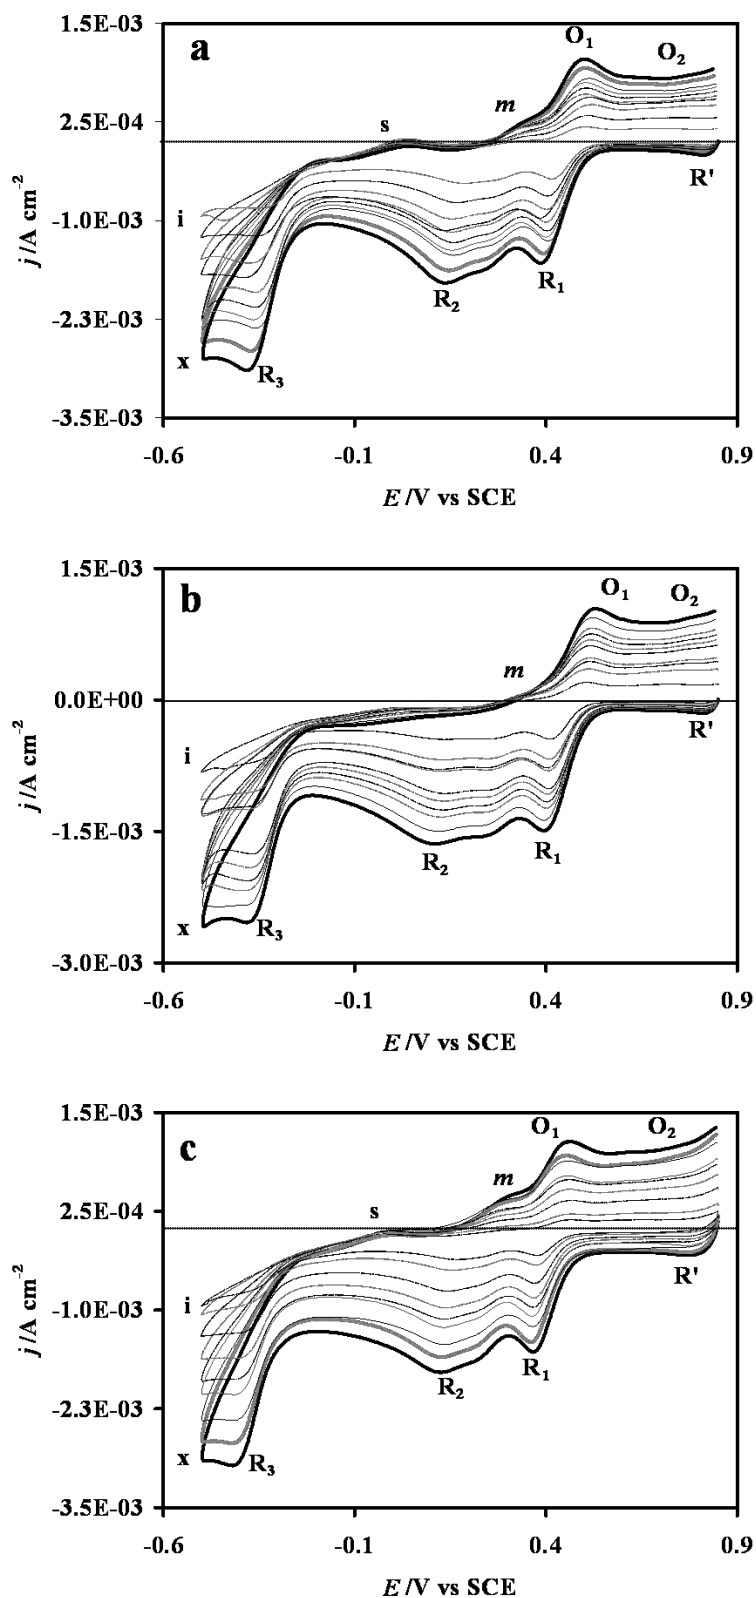 a
1.5E-03
2.5E-04
-1.0E-03
-2.3E-03
-3.5E-03
O1
O2
m
s
i
x
R'
R1
R2
R3
j /A cm-2
-0.6 -0.1 0.4 0.9
E /V vs SCE
b
1.5E-03
0.0E+00
-1.5E-03
-3.0E-03
O1
O2
m
i
x
R'
R1
R2
R3
j /A cm-2
-0.6 -0.1 0.4 0.9
E /V vs SCE
c
1.5E-03
2.5E-04
-1.0E-03
-2.3E-03
-3.5E-03
O1
O2
m
s
i
x
R'
R1
R2
R3
j /A cm-2
-0.6 -0.1 0.4 0.9
E /V vs SCE